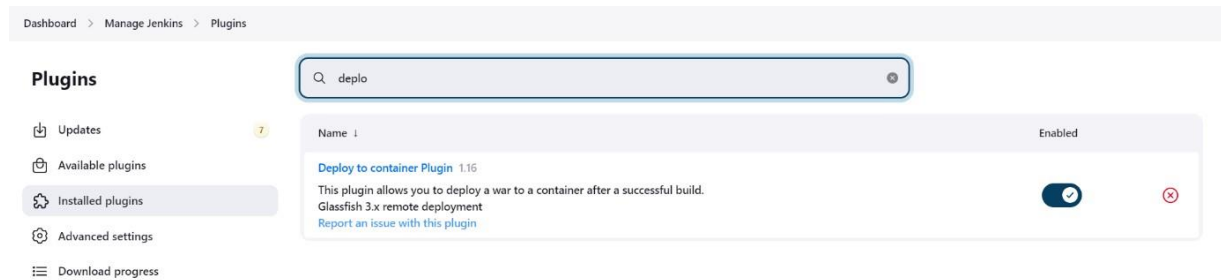 Dashboard > Manage Jenkins > Plugins
Plugins
deplo
Updates 7
Available plugins
Installed plugins
Advanced settings
Download progress
Name ↓ Enabled
Deploy to container Plugin 1.16
This plugin allows you to deploy a war to a container after a successful build.
Glassfish 3.x remote deployment
Report an issue with this plugin